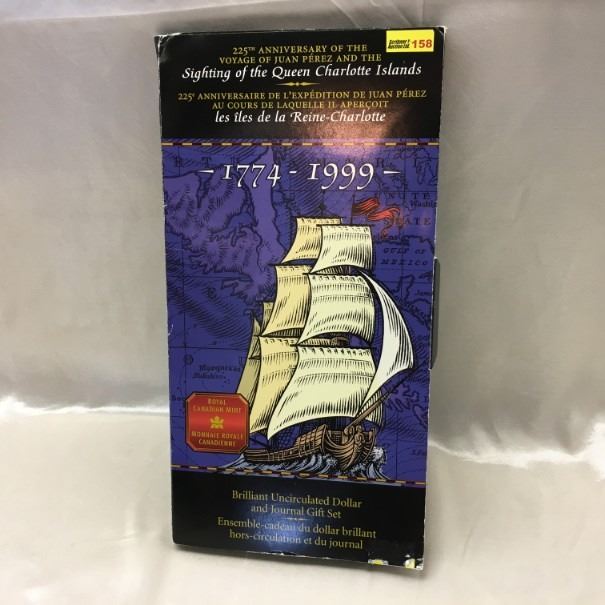 158
225TH ANNIVERSARY OF THE
VOYAGE OF JUAN PÉREZ AND THE
Sighting of the Queen Charlotte Islands
225e ANNIVERSAIRE DE L'EXPÉDITION DE JUAN PÉREZ
AU COURS DE LAQUELLE IL APERÇOIT
les îles de la Reine-Charlotte
1774 - 1999
GULF OF
MEXICO
ROYAL
CANADIAN MINT
MONNAIE ROYALE
CANADIENNE
Brilliant Uncirculated Dollar
and Journal Gift Set
Ensemble-cadeau du dollar brillant
hors-circulation et du journal